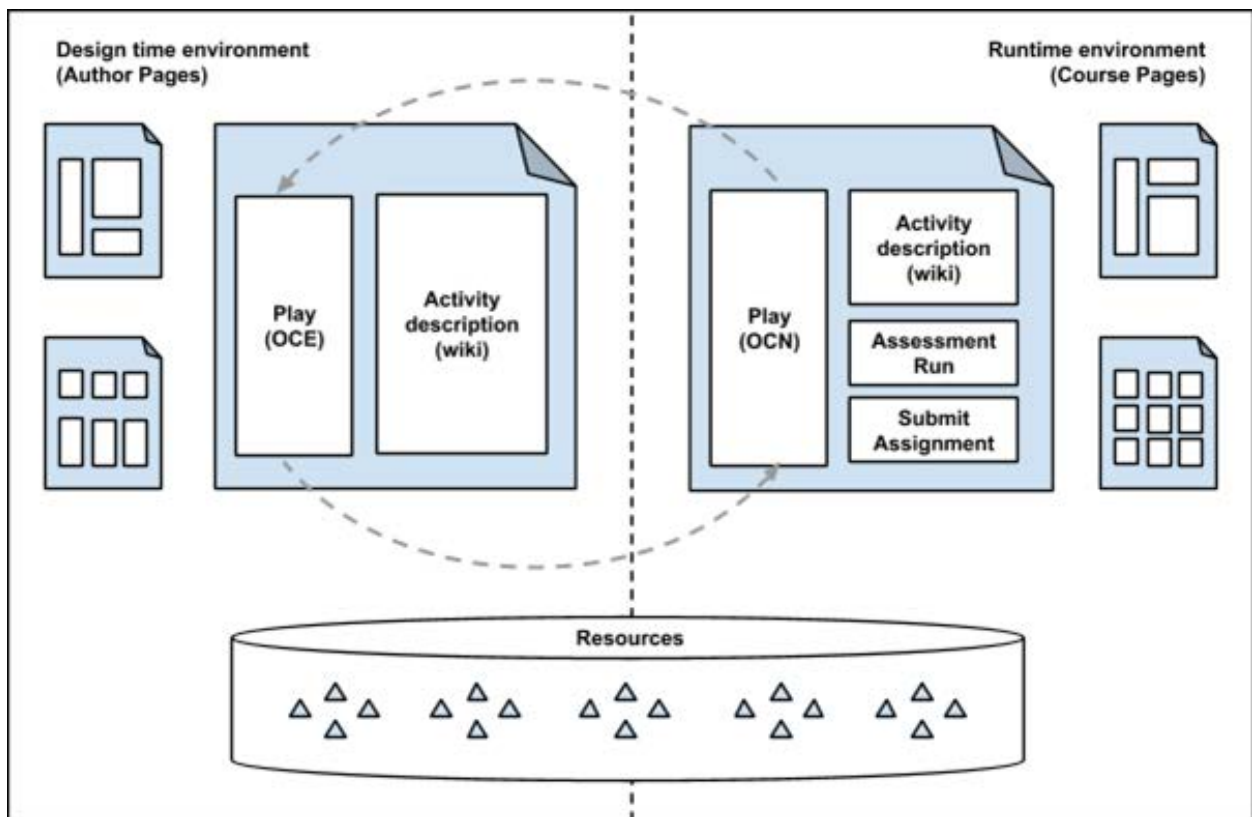 Design time environment
(Author Pages)
Runtime environment
(Course Pages)
Play
(OCE)
Activity
description
(wiki)
Play
(OCN)
Activity
description
(wiki)
Assessment
Run
Submit
Assignment
Resources